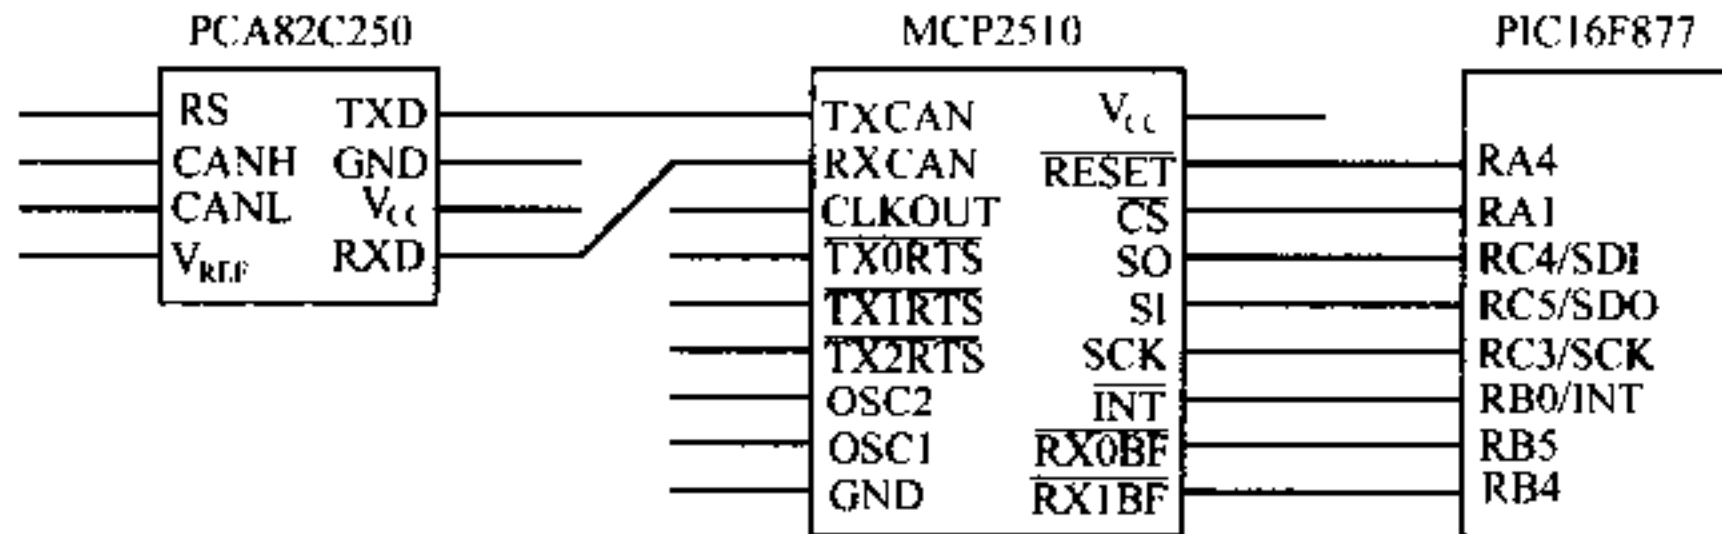 PCA82C250
MCP2510
PIC16F877
RS
CANH
CANL
VREF
TXD
GND
VCC
RXD
TXCAN
RXCAN
CLKOUT
TX0RTS
TX1RTS
TX2RTS
OSC2
OSC1
GND
VCC
RESET
CS
SO
SI
SCK
INT
RX0BF
RX1BF
RA4
RA1
RC4/SDI
RC5/SDO
RC3/SCK
RB0/INT
RB5
RB4